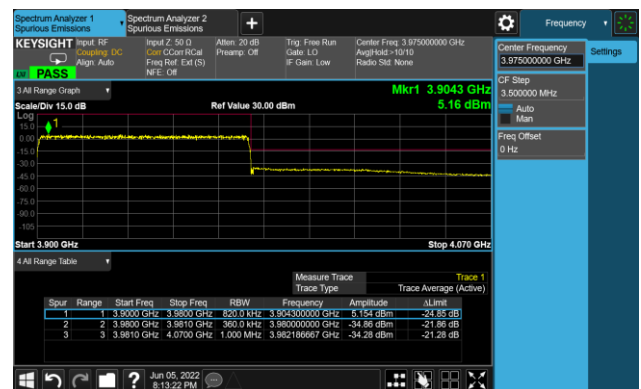 Spectrum Analyzer 1
Spurious Emissions
Spectrum Analyzer 2
Spurious Emissions
+
Frequency
KEYSIGHT
Input: RF
Coupling: DC
Align: Auto
Input Z: 50 Ω
Corr CCorr RCal
Freq Ref: Ext (S)
NFE: Off
Atten: 20 dB
Preamp: Off
Trig: Free Run
Gate: LO
IF Gain: Low
Center Freq: 3.975000000 GHz
Avg|Hold:>10/10
Radio Std: None
PASS
Center Frequency
3.975000000 GHz
Settings
CF Step
3.500000 MHz
Auto
Man
Freq Offset
0 Hz
3 All Range Graph
Mkr1 3.9043 GHz
Scale/Div 15.0 dB
Ref Value 30.00 dBm
5.16 dBm
Log
1
15.0
0.00
-15.0
-30.0
-45.0
-60.0
-75.0
-90.0
-105
Start 3.900 GHz
Stop 4.070 GHz
4 All Range Table
Measure Trace Trace 1
Trace Type Trace Average (Active)
Spur Range Start Freq Stop Freq RBW Frequency Amplitude ΔLimit
1 1 3.9000 GHz 3.9800 GHz 820.0 kHz 3.904300000 GHz 5.154 dBm -24.85 dB
2 2 3.9800 GHz 3.9810 GHz 360.0 kHz 3.980000000 GHz -34.86 dBm -21.86 dB
3 3 3.9810 GHz 4.0700 GHz 1.000 MHz 3.982186667 GHz -34.28 dBm -21.28 dB
?
Jun 05, 2022
8:13:22 PM